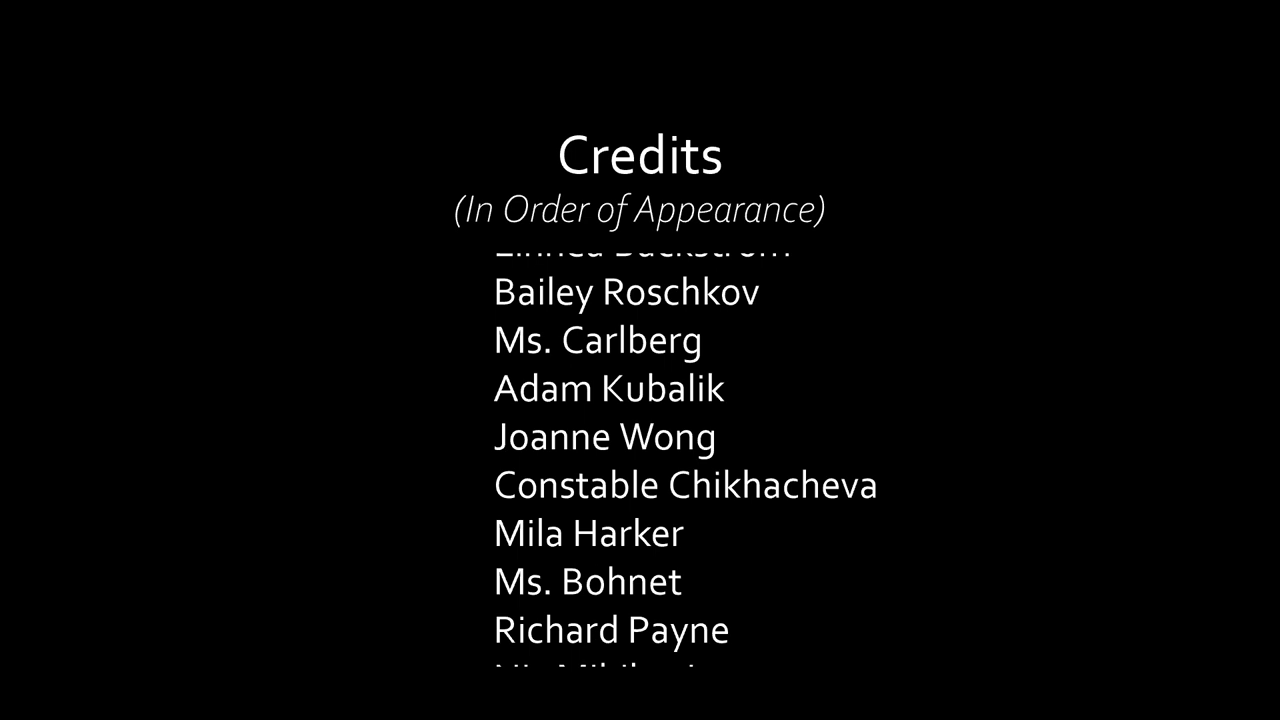 Credits
(In Order of Appearance)
Bailey Roschkov
Ms. Carlberg
Adam Kubalik
Joanne Wong
Constable Chikhacheva
Mila Harker
Ms. Bohnet
Richard Payne